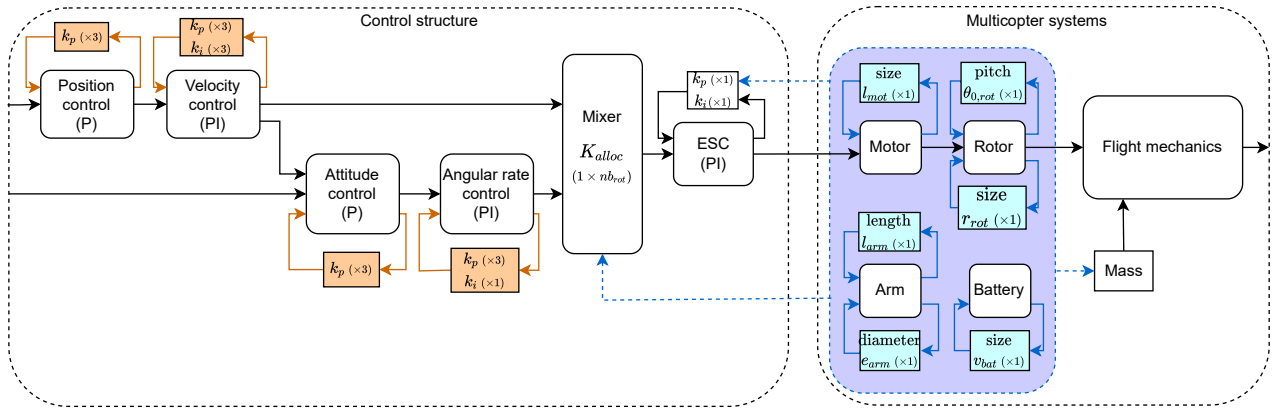 Control structure
Multicopter systems
k_p (×3)
k_p (×3)
k_i (×3)
Position
control
(P)
Velocity
control
(PI)
Attitude
control
(P)
Angular rate
control
(PI)
k_p (×3)
k_p (×3)
k_i (×1)
Mixer
K_alloc
(1 × nb_rot)
k_p (×1)
k_i (×1)
ESC
(PI)
size
l_mot (×1)
pitch
θ_0,rot (×1)
Motor
Rotor
size
r_rot (×1)
length
l_arm (×1)
Arm
diameter
e_arm (×1)
Battery
size
v_bat (×1)
Flight mechanics
Mass